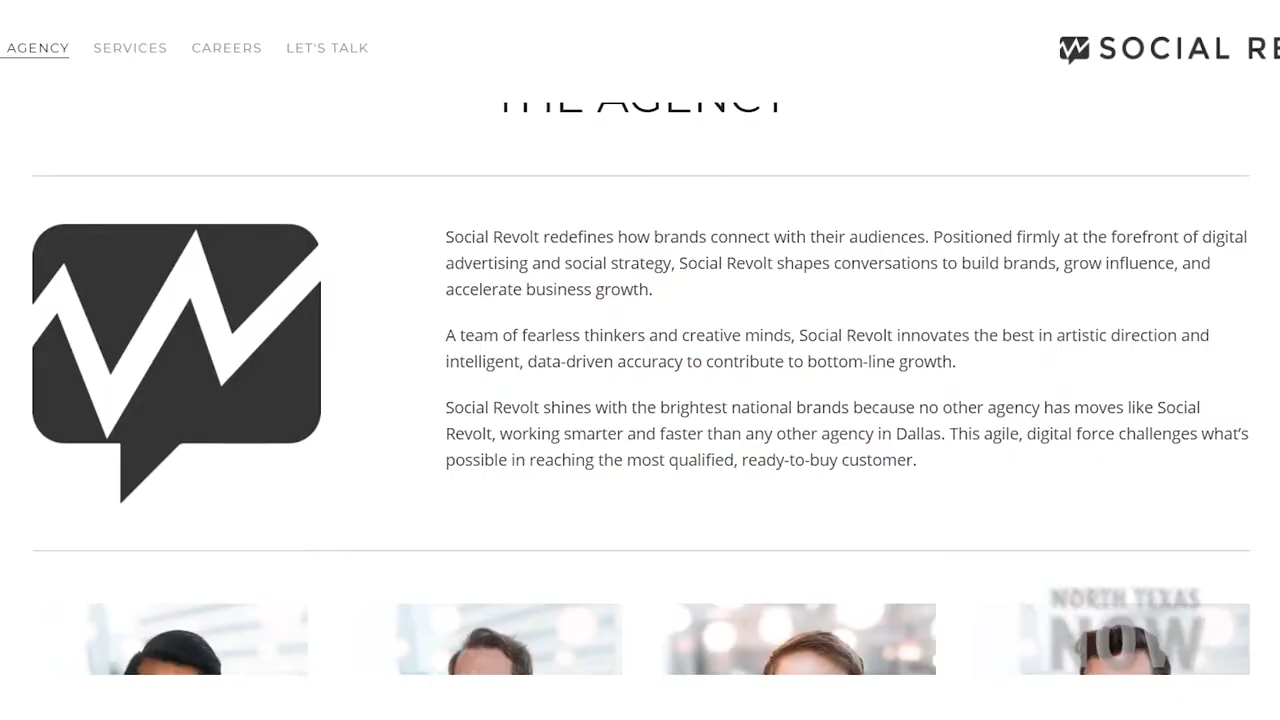 AGENCY SERVICES CAREERS LET'S TALK
SOCIAL RE
THE AGENCY
Social Revolt redefines how brands connect with their audiences. Positioned firmly at the forefront of digital
advertising and social strategy, Social Revolt shapes conversations to build brands, grow influence, and
accelerate business growth.
A team of fearless thinkers and creative minds, Social Revolt innovates the best in artistic direction and
intelligent, data-driven accuracy to contribute to bottom-line growth.
Social Revolt shines with the brightest national brands because no other agency has moves like Social
Revolt, working smarter and faster than any other agency in Dallas. This agile, digital force challenges what’s
possible in reaching the most qualified, ready-to-buy customer.
NORTH TEXAS
NOW